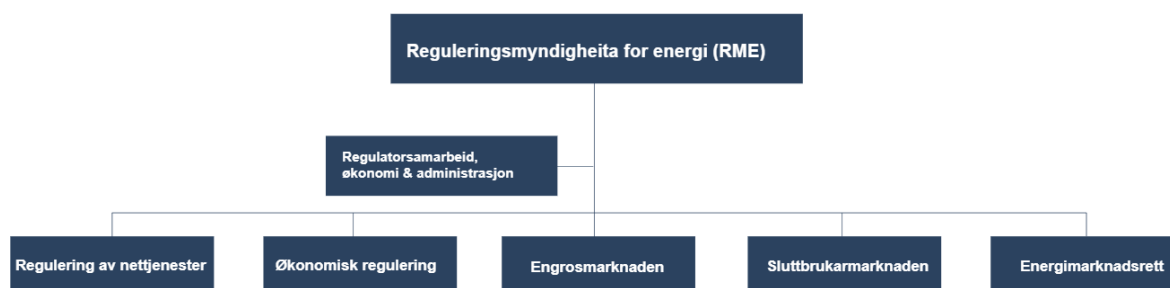 Reguleringsmyndigheita for energi (RME)
Regulatorsamarbeid,
økonomi & administrasjon
Regulering av nettjenester
Økonomisk regulering
Engrosmarknaden
Sluttbrukarmarknaden
Energimarknadsrett